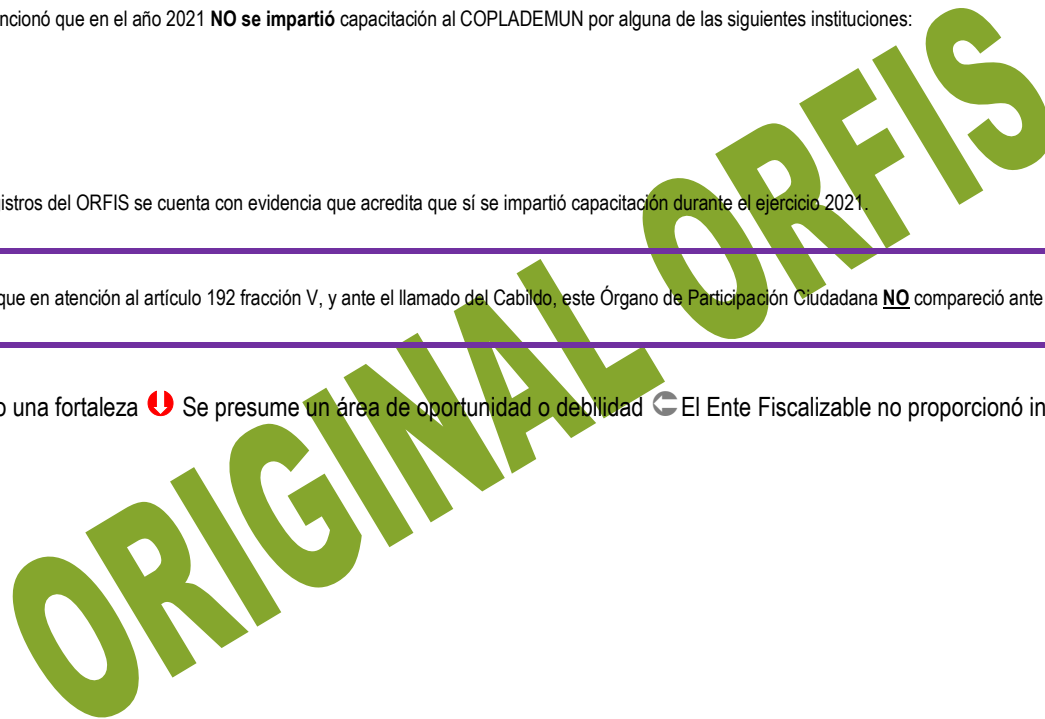 ncionó que en el año 2021 NO se impartió capacitación al COPLADEMUN por alguna de las siguientes instituciones:
istros del ORFIS se cuenta con evidencia que acredita que sí se impartió capacitación durante el ejercicio 2021.
que en atención al artículo 192 fracción V, y ante el llamado del Cabildo, este Órgano de Participación Ciudadana NO compareció ante
o una fortaleza Se presume un área de oportunidad o debilidad El Ente Fiscalizable no proporcionó in
ORIGINAL ORFIS